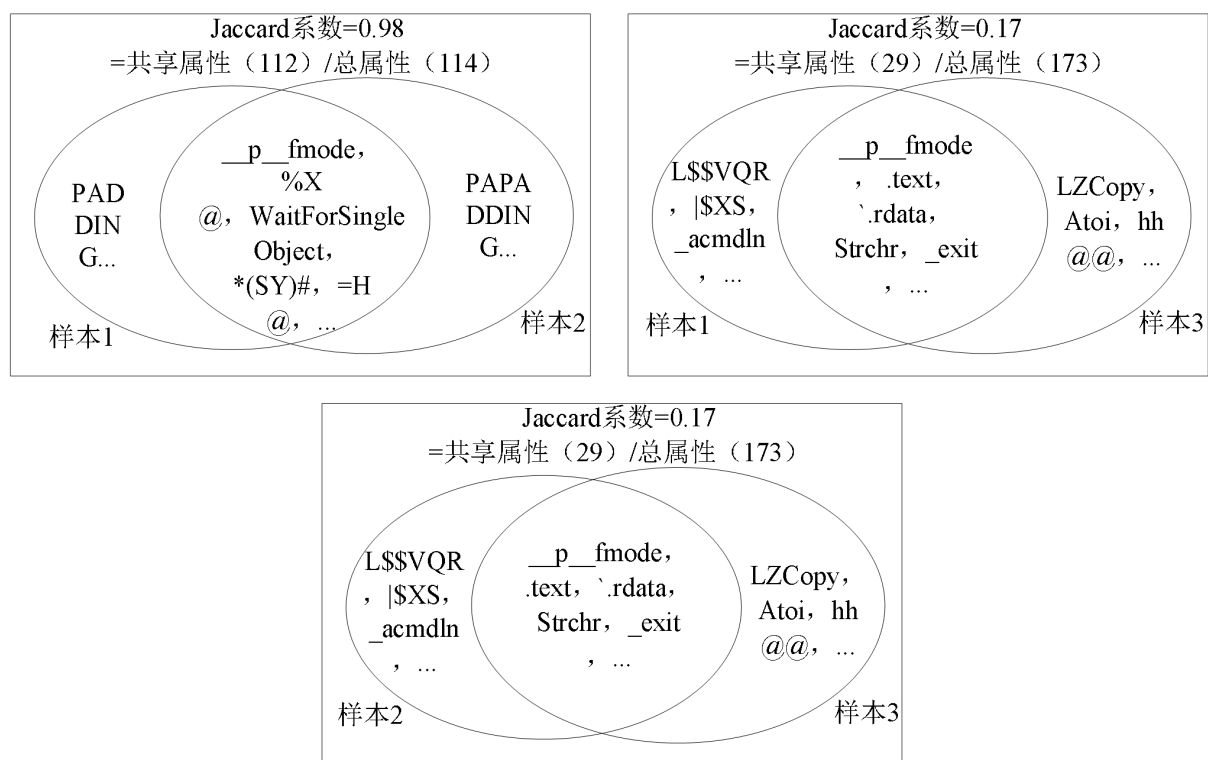 Jaccard系数=0.98
=共享属性（112）/总属性（114）
PAD
DIN
G...
__p__fmode，
%X
@，WaitForSingle
Object，
*(SY)#，=H
@，...
PAPA
DDIN
G...
样本1
样本2
Jaccard系数=0.17
=共享属性（29）/总属性（173）
L$$VQR
，|$XS，
_acmdln
，...
__p__fmode
，.text，
`.rdata，
Strchr，_exit
，...
LZCopy，
Atoi，hh
@@，...
样本1
样本3
Jaccard系数=0.17
=共享属性（29）/总属性（173）
L$$VQR
，|$XS，
_acmdln
，...
__p__fmode，
.text，`.rdata，
Strchr，_exit
，...
LZCopy，
Atoi，hh
@@，...
样本2
样本3